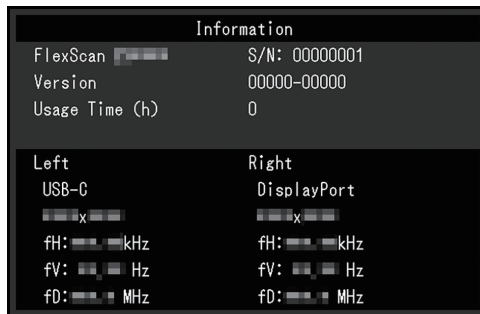 Information
FlexScan
S/N: 00000001
Version
00000-00000
Usage Time (h)
0
Left
Right
USB-C
DisplayPort
x
x
fH: kHz
fH: kHz
fV: Hz
fV: Hz
fD: MHz
fD: MHz